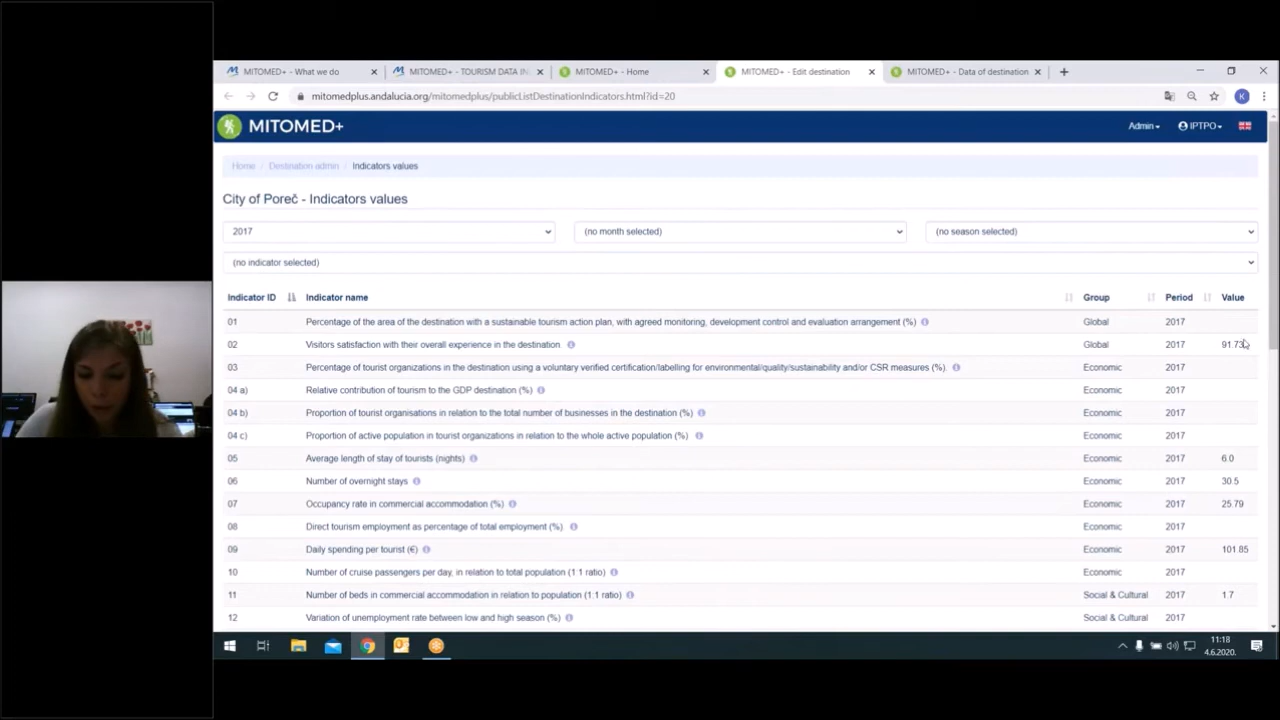 MITOMED+ - What we do
MITOMED+ - TOURISM DATA IN
MITOMED+ - Home
MITOMED+ - Edit destination
MITOMED+ - Data of destination
mitomedplus.andalucia.org/mitomedplus/publicListDestinationIndicators.html?id=20
K
MITOMED+
Admin
IPTPO
Home / Destination admin / Indicators values
City of Poreč - Indicators values
2017
(no month selected)
(no season selected)
(no indicator selected)
Indicator ID Indicator name Group Period Value
01 Percentage of the area of the destination with a sustainable tourism action plan, with agreed monitoring, development control and evaluation arrangement (%) Global 2017
02 Visitors satisfaction with their overall experience in the destination. Global 2017 91.73
03 Percentage of tourist organizations in the destination using a voluntary verified certification/labelling for environmental/quality/sustainability and/or CSR measures (%). Economic 2017
04 a) Relative contribution of tourism to the GDP destination (%) Economic 2017
04 b) Proportion of tourist organisations in relation to the total number of businesses in the destination (%) Economic 2017
04 c) Proportion of active population in tourist organizations in relation to the whole active population (%) Economic 2017
05 Average length of stay of tourists (nights) Economic 2017 6.0
06 Number of overnight stays Economic 2017 30.5
07 Occupancy rate in commercial accommodation (%) Economic 2017 25.79
08 Direct tourism employment as percentage of total employment (%) Economic 2017
09 Daily spending per tourist (€) Economic 2017 101.85
10 Number of cruise passengers per day, in relation to total population (1:1 ratio) Economic 2017
11 Number of beds in commercial accommodation in relation to population (1:1 ratio) Social & Cultural 2017 1.7
12 Variation of unemployment rate between low and high season (%) Social & Cultural 2017
11:18
4.6.2020.